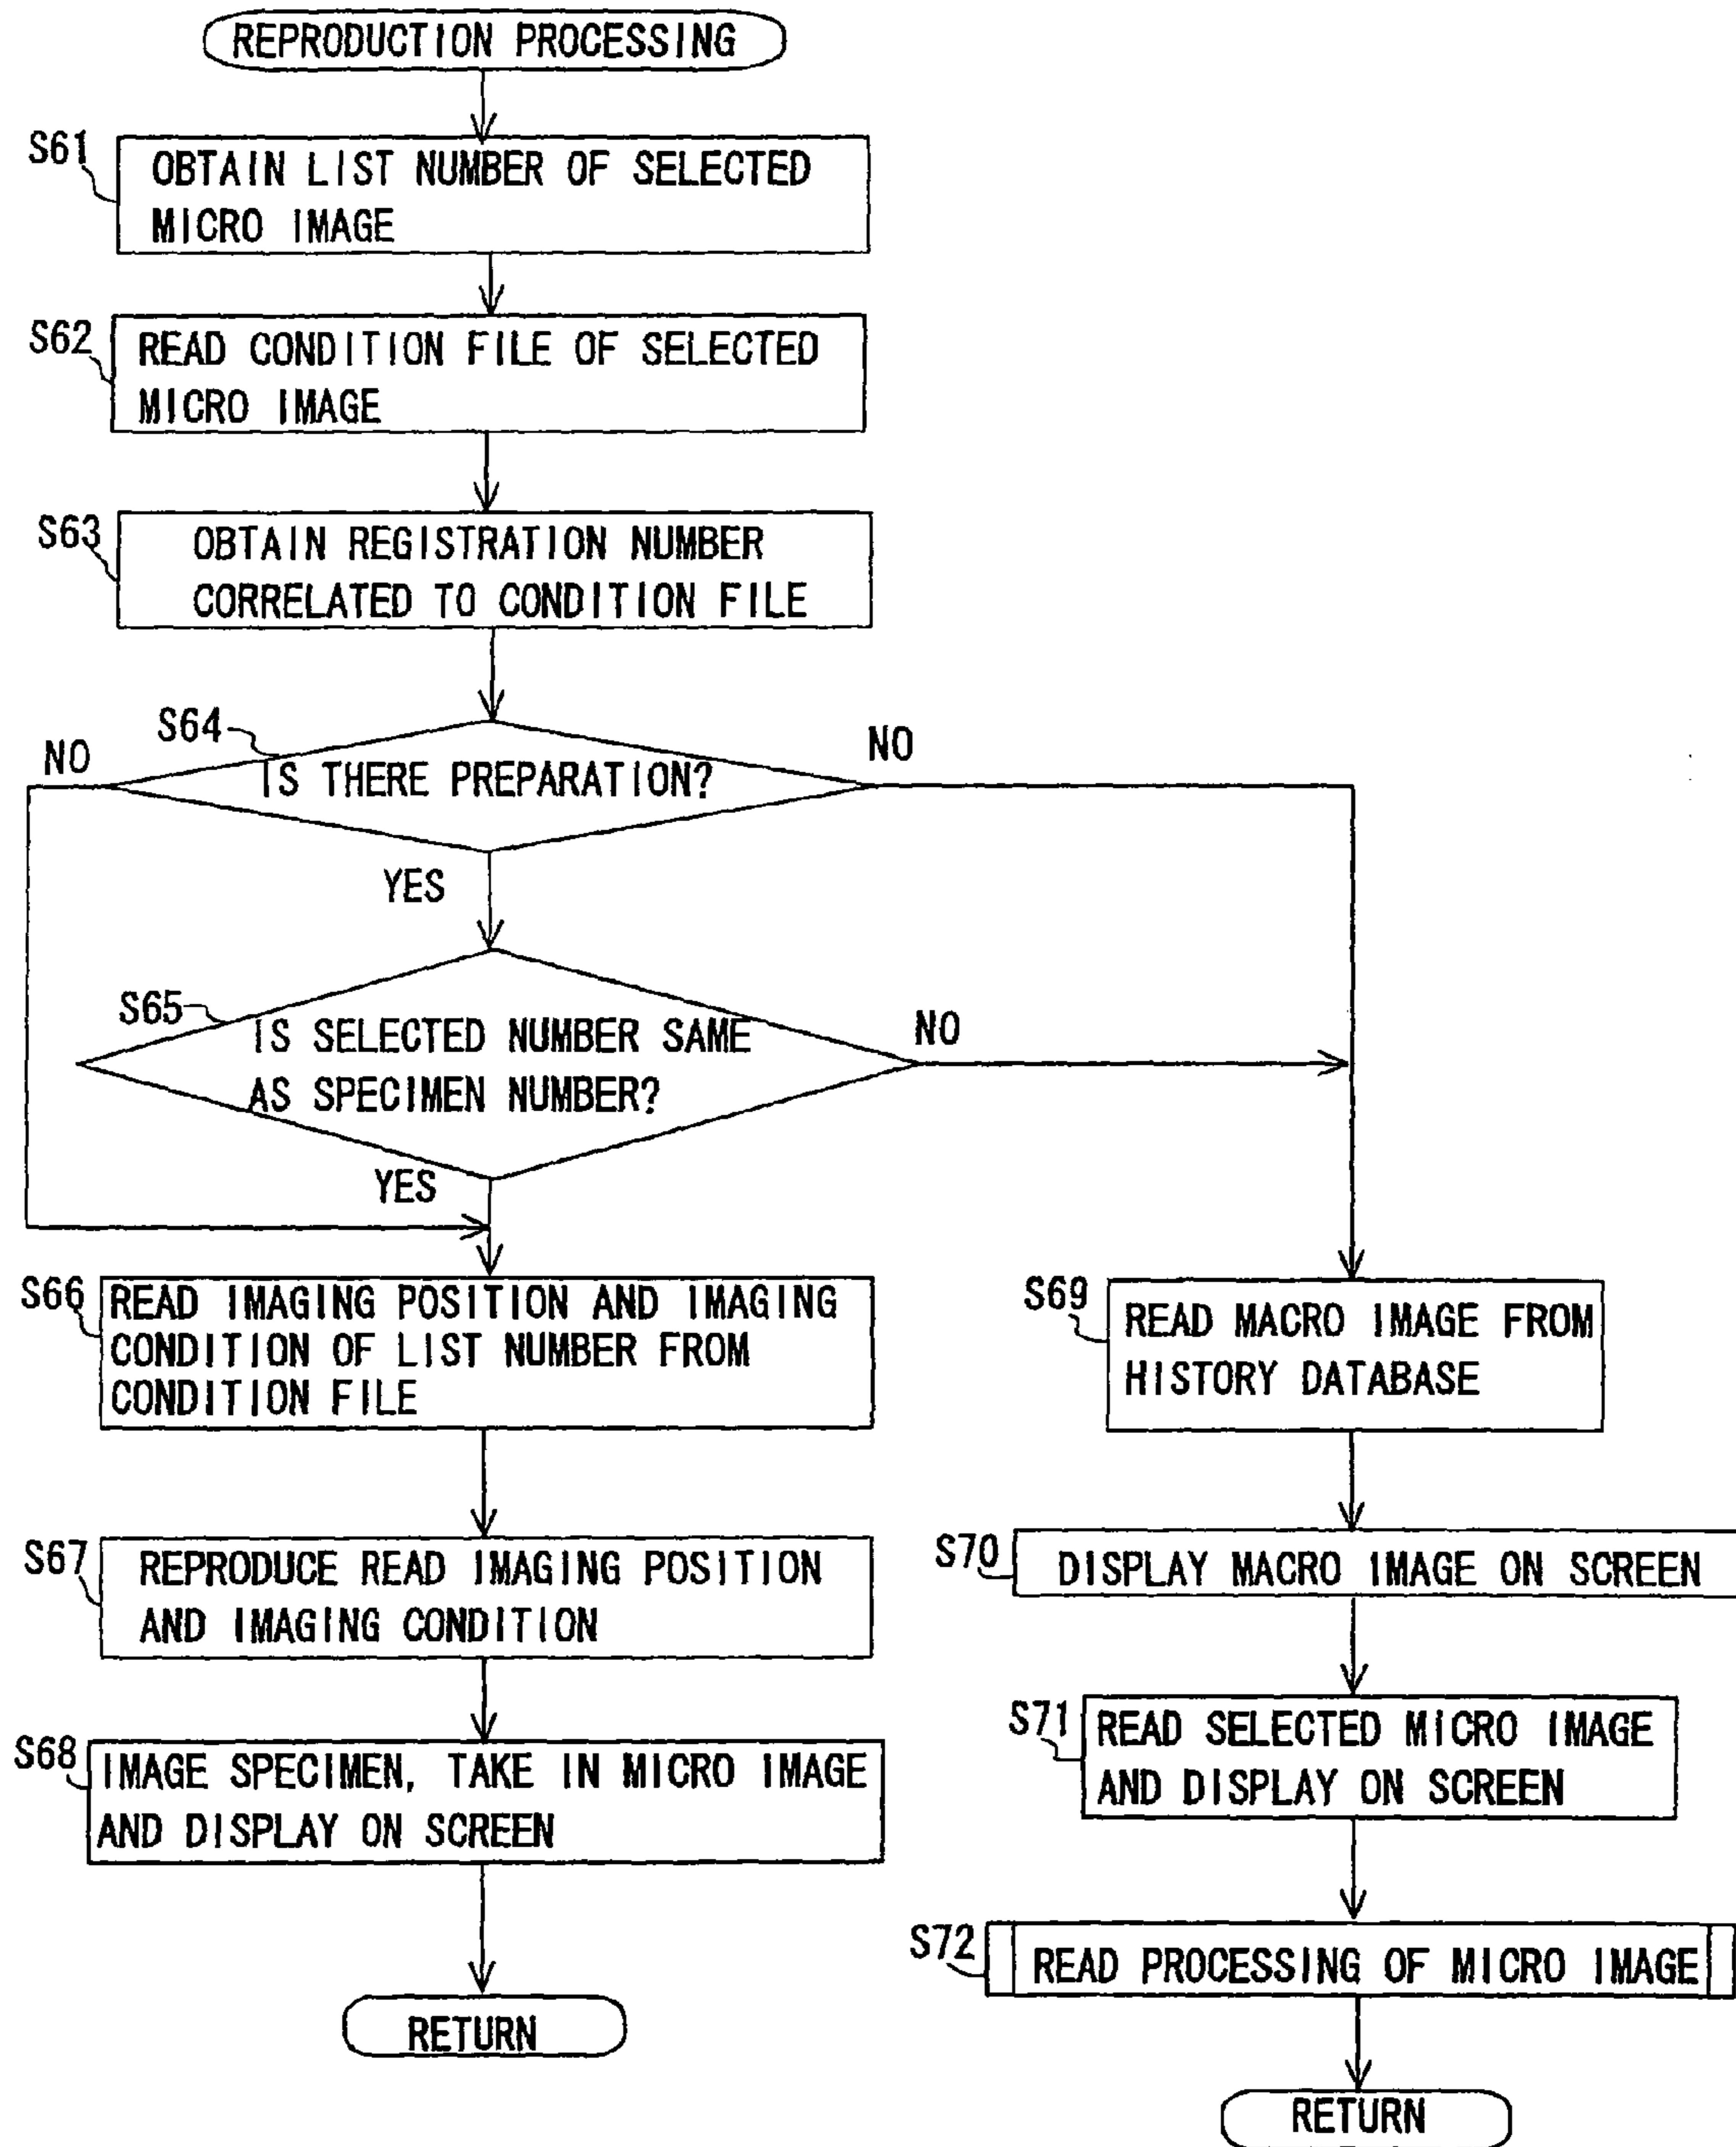 REPRODUCTION PROCESSING
S61
OBTAIN LIST NUMBER OF SELECTED
MICRO IMAGE
S62
READ CONDITION FILE OF SELECTED
MICRO IMAGE
S63
OBTAIN REGISTRATION NUMBER
CORRELATED TO CONDITION FILE
S64
NO
NO
IS THERE PREPARATION?
YES
S65
IS SELECTED NUMBER SAME
AS SPECIMEN NUMBER?
NO
YES
S66
READ IMAGING POSITION AND IMAGING
CONDITION OF LIST NUMBER FROM
CONDITION FILE
S67
REPRODUCE READ IMAGING POSITION
AND IMAGING CONDITION
S68
IMAGE SPECIMEN, TAKE IN MICRO IMAGE
AND DISPLAY ON SCREEN
RETURN
S69
READ MACRO IMAGE FROM
HISTORY DATABASE
S70
DISPLAY MACRO IMAGE ON SCREEN
S71
READ SELECTED MICRO IMAGE
AND DISPLAY ON SCREEN
S72
READ PROCESSING OF MICRO IMAGE
RETURN